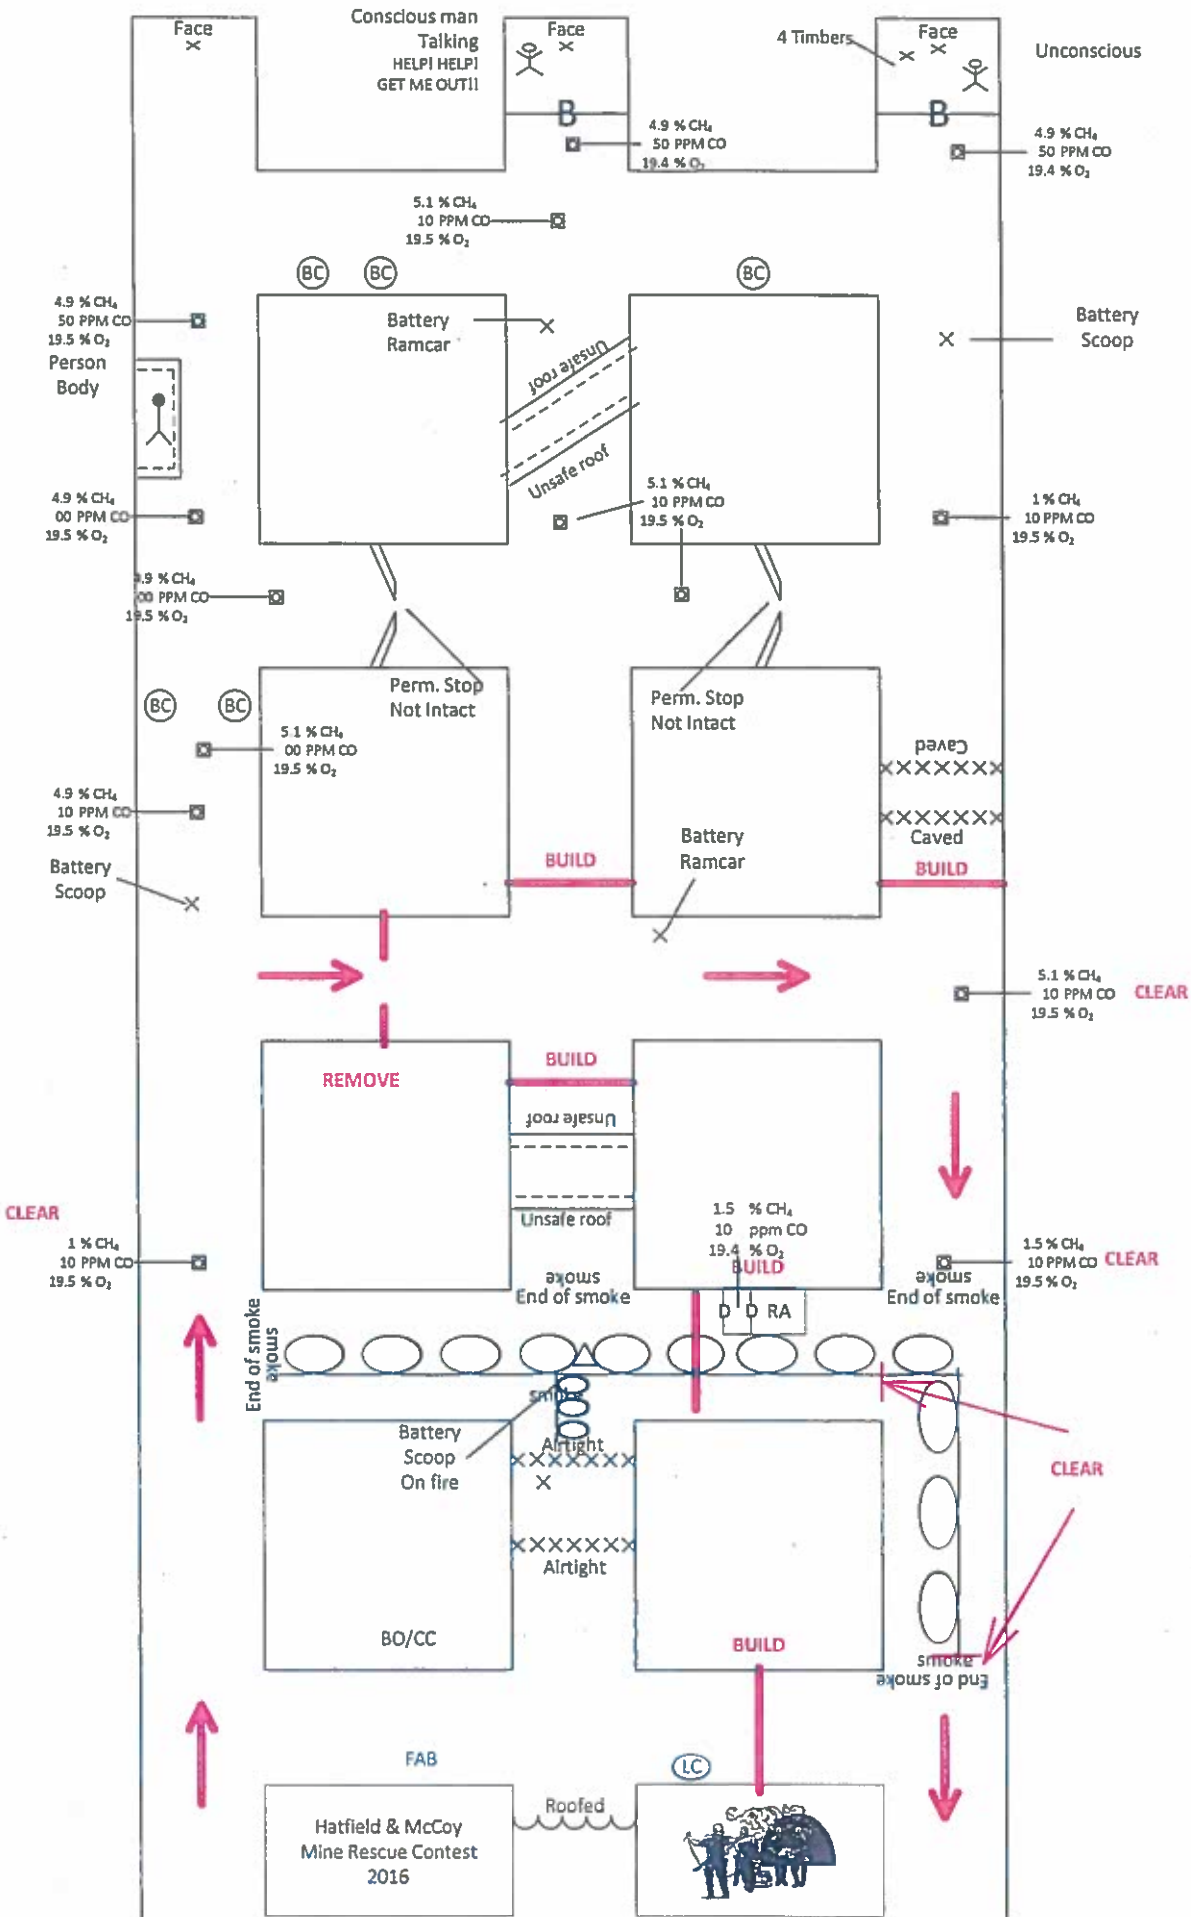 Face
Conscious man
Talking
HELP! HELP!
GET ME OUT!!
Face
4 Timbers
Face
Unconscious
B
B
4.9 % CH₄
50 PPM CO
19.4 % O₂
4.9 % CH₄
50 PPM CO
19.4 % O₂
5.1 % CH₄
10 PPM CO
19.5 % O₂
BC
BC
BC
4.9 % CH₄
50 PPM CO
19.5 % O₂
Person
Body
Battery
Ramcar
Unsafe roof
Unsafe roof
Battery
Scoop
4.9 % CH₄
00 PPM CO
19.5 % O₂
5.1 % CH₄
10 PPM CO
19.5 % O₂
1 % CH₄
10 PPM CO
19.5 % O₂
.9 % CH₄
00 PPM CO
19.5 % O₂
Perm. Stop
Not Intact
Perm. Stop
Not Intact
BC
BC
5.1 % CH₄
00 PPM CO
19.5 % O₂
Caved
Caved
4.9 % CH₄
10 PPM CO
19.5 % O₂
Battery
Scoop
BUILD
Battery
Ramcar
BUILD
5.1 % CH₄
10 PPM CO
19.5 % O₂
CLEAR
REMOVE
BUILD
Unsafe roof
Unsafe roof
CLEAR
1 % CH₄
10 PPM CO
19.5 % O₂
1.5 % CH₄
10 ppm CO
19.4 % O₂
BUILD
1.5 % CH₄
10 PPM CO
19.5 % O₂
CLEAR
smoke
End of smoke
smoke
End of smoke
End of smoke
smoke
D D RA
smoke
Battery
Scoop
On fire
Airtight
Airtight
CLEAR
BO/CC
BUILD
smoke
End of smoke
FAB
LC
Roofed
Hatfield & McCoy
Mine Rescue Contest
2016